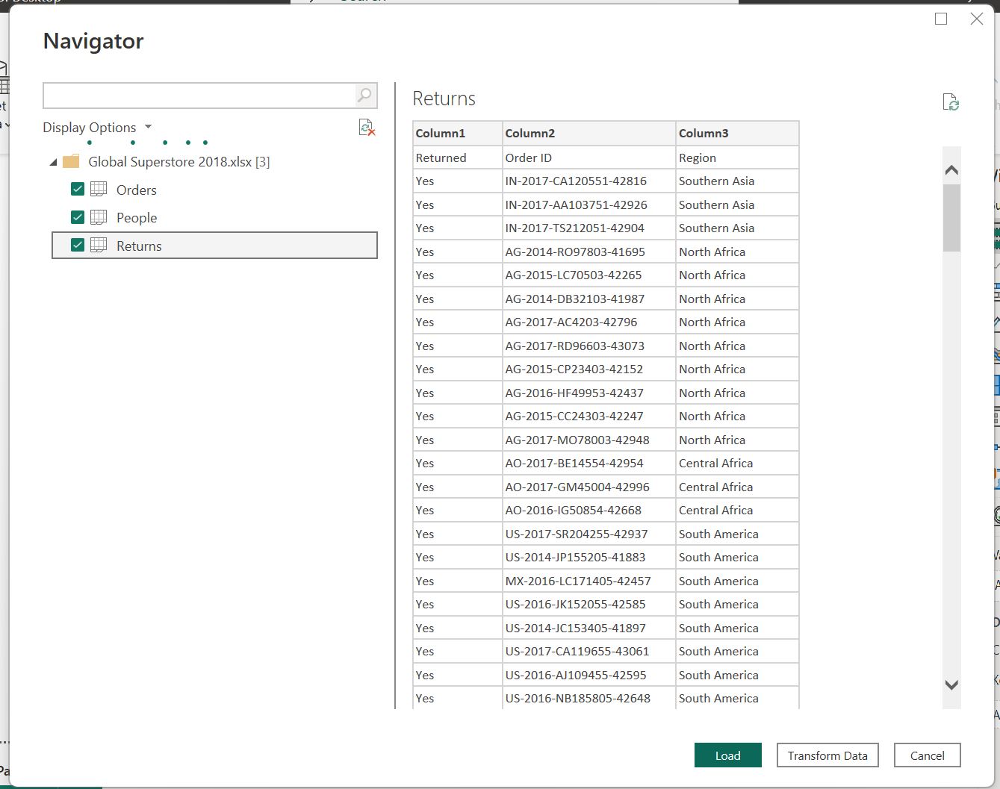 Navigator
Display Options
Global Superstore 2018.xlsx [3]
Orders
People
Returns
Returns
Column1 Column2 Column3
Returned Order ID Region
Yes IN-2017-CA120551-42816 Southern Asia
Yes IN-2017-AA103751-42926 Southern Asia
Yes IN-2017-TS212051-42904 Southern Asia
Yes AG-2014-RO97803-41695 North Africa
Yes AG-2015-LC70503-42265 North Africa
Yes AG-2014-DB32103-41987 North Africa
Yes AG-2017-AC4203-42796 North Africa
Yes AG-2017-RD96603-43073 North Africa
Yes AG-2015-CP23403-42152 North Africa
Yes AG-2016-HF49953-42437 North Africa
Yes AG-2015-CC24303-42247 North Africa
Yes AG-2017-MO78003-42948 North Africa
Yes AO-2017-BE14554-42954 Central Africa
Yes AO-2017-GM45004-42996 Central Africa
Yes AO-2016-IG50854-42668 Central Africa
Yes US-2017-SR204255-42937 South America
Yes US-2014-JP155205-41883 South America
Yes MX-2016-LC171405-42457 South America
Yes US-2016-JK152055-42585 South America
Yes US-2014-JC153405-41897 South America
Yes US-2017-CA119655-43061 South America
Yes US-2016-AJ109455-42595 South America
Yes US-2016-NB185805-42648 South America
Load Transform Data Cancel